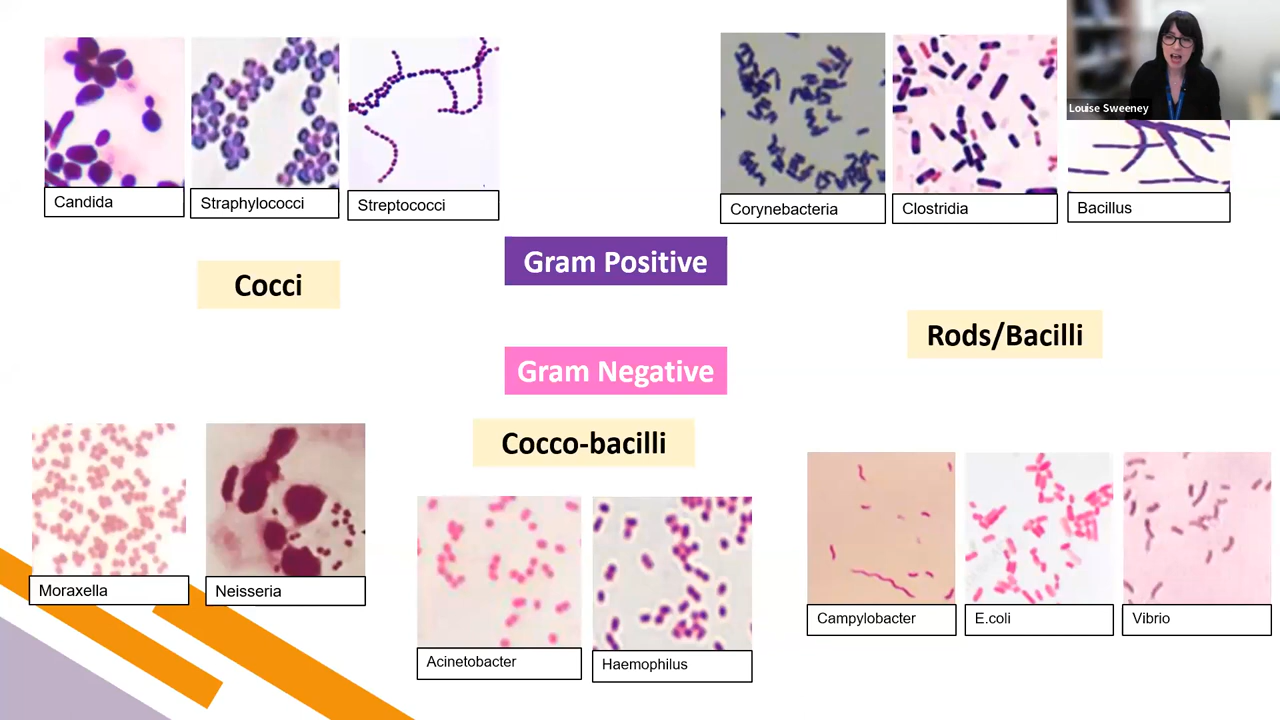 Louise Sweeney
Candida
Straphylococci
Streptococci
Corynebacteria
Clostridia
Bacillus
Gram Positive
Cocci
Rods/Bacilli
Gram Negative
Cocco-bacilli
Moraxella
Neisseria
Acinetobacter
Haemophilus
Campylobacter
E.coli
Vibrio